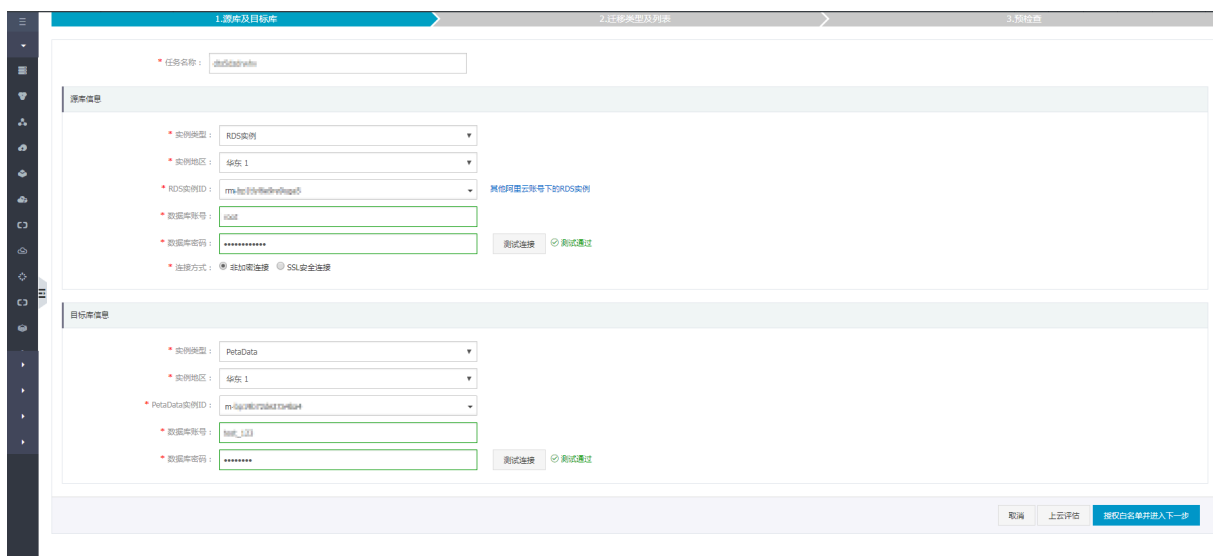 1.源库及目标库 2.迁移类型及列表 3.预检查
* 任务名称：
源库信息
* 实例类型： RDS实例
* 实例地区： 华东 1
* RDS实例ID： rm- 其他阿里云账号下的RDS实例
* 数据库账号： root
* 数据库密码： •••••••••••• 测试连接 测试通过
* 连接方式： 非加密连接 SSL安全连接
目标库信息
* 实例类型： PetaData
* 实例地区： 华东 1
* PetaData实例ID： m-
* 数据库账号： test_123
* 数据库密码： •••••••• 测试连接 测试通过
取消 上云评估 授权白名单并进入下一步